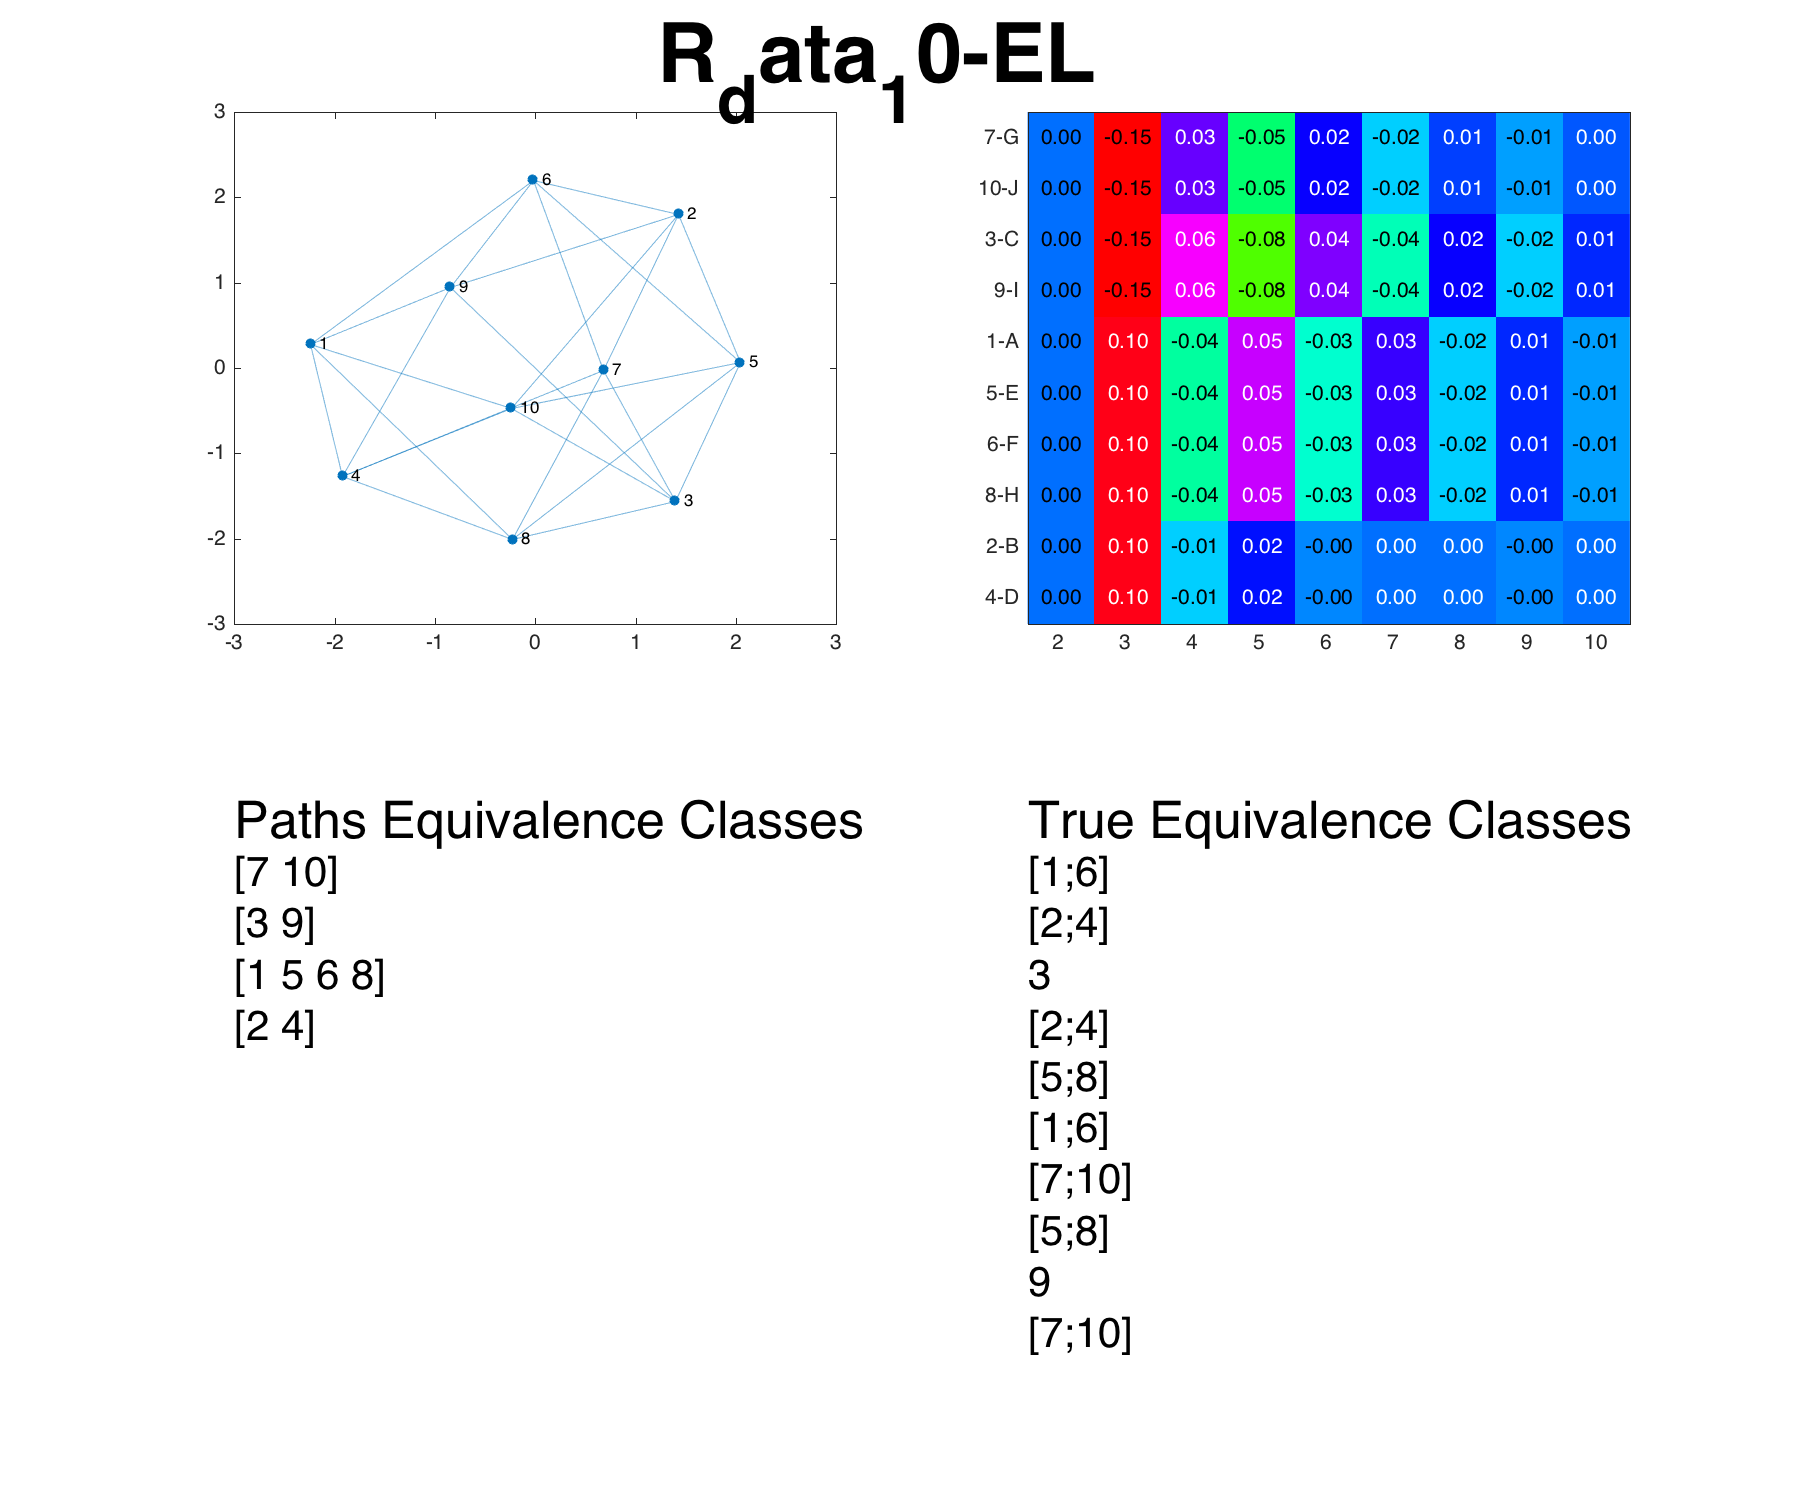 R_data_10-EL
3
2
1
0
-1
-2
-3
-3 -2 -1 0 1 2 3
6
2
9
1
7
5
10
4
3
8
7-G 0.00 -0.15 0.03 -0.05 0.02 -0.02 0.01 -0.01 0.00
10-J 0.00 -0.15 0.03 -0.05 0.02 -0.02 0.01 -0.01 0.00
3-C 0.00 -0.15 0.06 -0.08 0.04 -0.04 0.02 -0.02 0.01
9-I 0.00 -0.15 0.06 -0.08 0.04 -0.04 0.02 -0.02 0.01
1-A 0.00 0.10 -0.04 0.05 -0.03 0.03 -0.02 0.01 -0.01
5-E 0.00 0.10 -0.04 0.05 -0.03 0.03 -0.02 0.01 -0.01
6-F 0.00 0.10 -0.04 0.05 -0.03 0.03 -0.02 0.01 -0.01
8-H 0.00 0.10 -0.04 0.05 -0.03 0.03 -0.02 0.01 -0.01
2-B 0.00 0.10 -0.01 0.02 -0.00 0.00 0.00 -0.00 0.00
4-D 0.00 0.10 -0.01 0.02 -0.00 0.00 0.00 -0.00 0.00
2 3 4 5 6 7 8 9 10
Paths Equivalence Classes
[7 10]
[3 9]
[1 5 6 8]
[2 4]
True Equivalence Classes
[1;6]
[2;4]
3
[2;4]
[5;8]
[1;6]
[7;10]
[5;8]
9
[7;10]